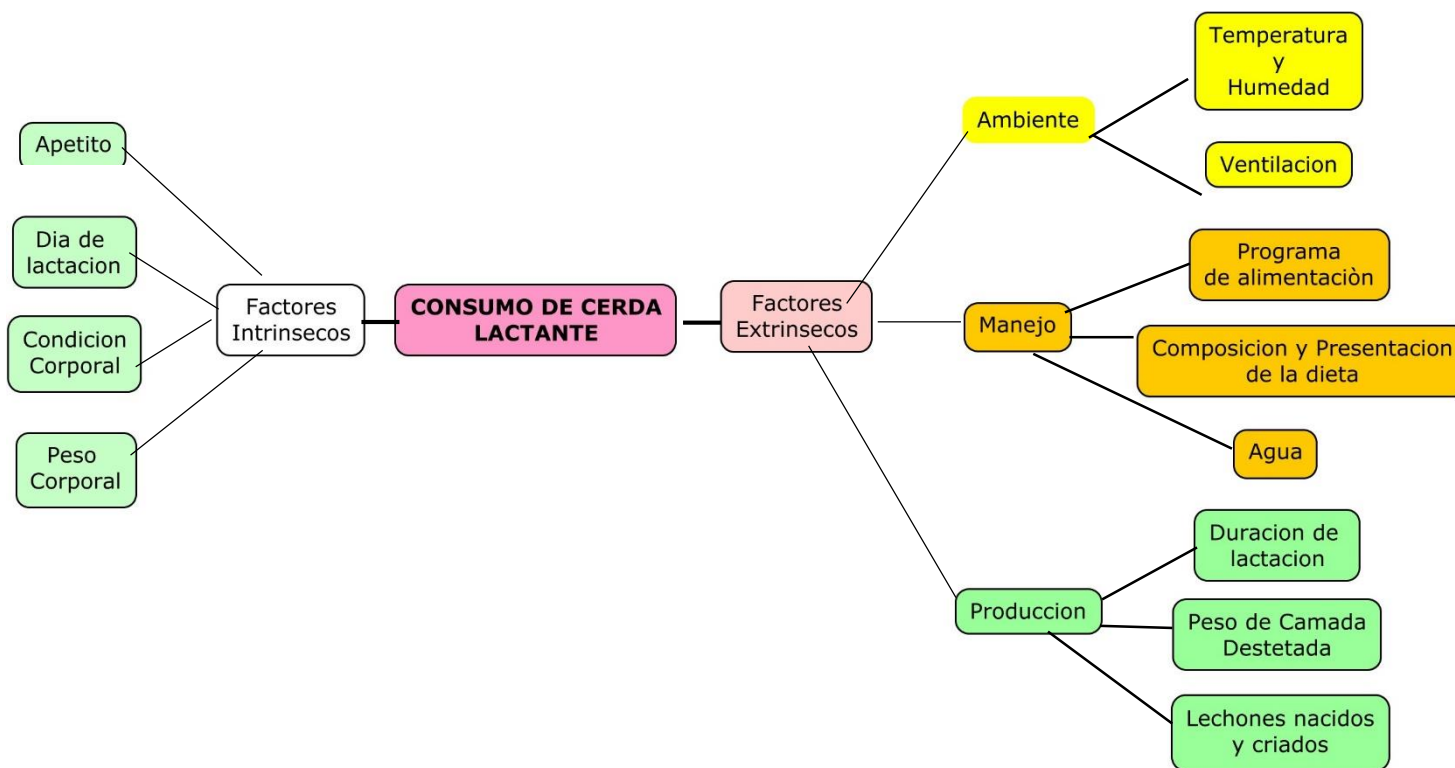 Apetito
Dia de
lactacion
Condicion
Corporal
Peso
Corporal
Factores
Intrinsecos
CONSUMO DE CERDA
LACTANTE
Factores
Extrinsecos
Ambiente
Temperatura
y
Humedad
Ventilacion
Manejo
Programa
de alimentaciòn
Composicion y Presentacion
de la dieta
Agua
Produccion
Duracion de
lactacion
Peso de Camada
Destetada
Lechones nacidos
y criados